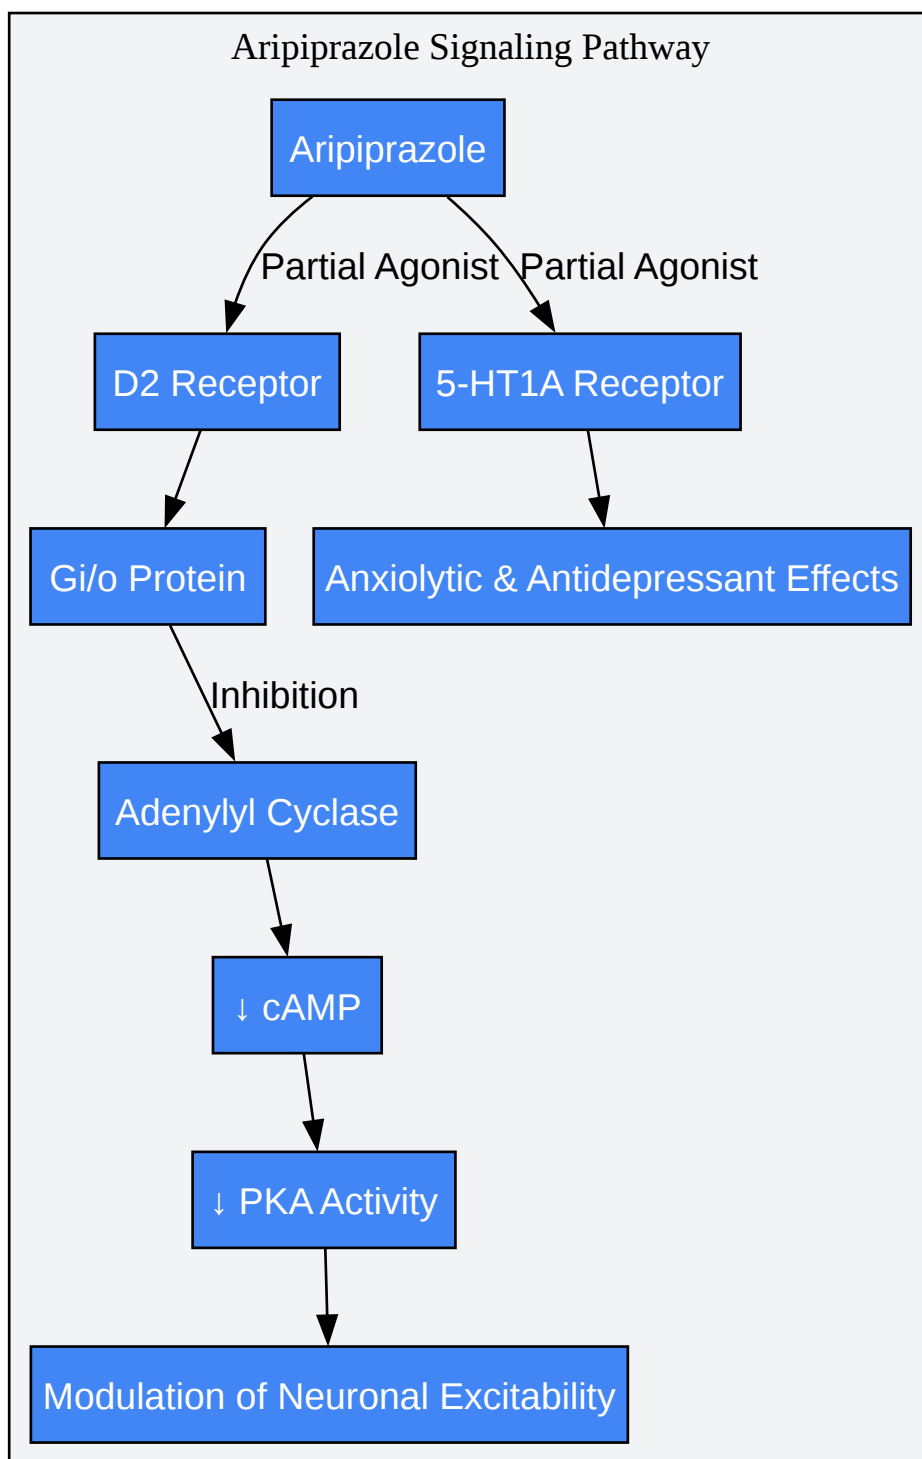 Aripiprazole Signaling Pathway
Aripiprazole
Partial Agonist
Partial Agonist
D2 Receptor
5-HT1A Receptor
Gi/o Protein
Anxiolytic & Antidepressant Effects
Inhibition
Adenylyl Cyclase
↓ cAMP
↓ PKA Activity
Modulation of Neuronal Excitability